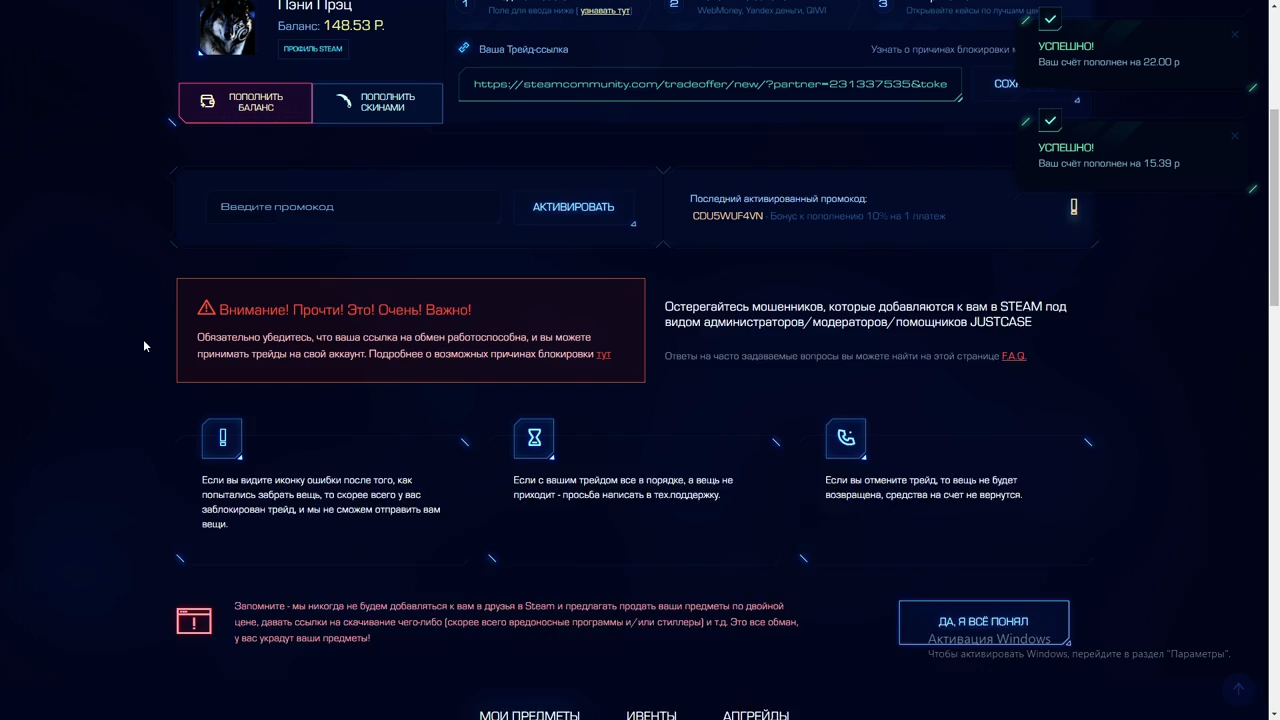 Пэни Прэц
Баланс: 148.53 Р.
ПРОФИЛЬ STEAM
ПОПОЛНИТЬ
БАЛАНС
ПОПОЛНИТЬ
СКИНАМИ
1
Поле для ввода ниже ( узнавать тут)
2
WebMoney, Yandex деньги, QIWI
3
Открывайте кейсы по лучшим
Ваша Трейд-ссылка
Узнать о причинах блокировки
https://steamcommunity.com/tradeoffer/new/?partner=231337535&toke
УСПЕШНО!
Ваш счёт пополнен на 22.00 р
УСПЕШНО!
Ваш счёт пополнен на 15.39 р
Введите промокод
АКТИВИРОВАТЬ
Последний активированный промокод:
CDU5WUF4VN - Бонус к пополнению 10% на 1 платеж
Внимание! Прочти! Это! Очень! Важно!
Обязательно убедитесь, что ваша ссылка на обмен работоспособна, и вы можете
принимать трейды на свой аккаунт. Подробнее о возможных причинах блокировки тут
Остерегайтесь мошенников, которые добавляются к вам в STEAM под
видом администраторов/модераторов/помощников JUSTCASE
Ответы на часто задаваемые вопросы вы можете найти на этой странице F.A.Q.
Если вы видите иконку ошибки после того, как
попытались забрать вещь, то скорее всего у вас
заблокирован трейд, и мы не сможем отправить вам
вещи.
Если с вашим трейдом все в порядке, а вещь не
приходит - просьба написать в тех.поддержку.
Если вы отмените трейд, то вещь не будет
возвращена, средства на счет не вернутся.
Запомните - мы никогда не будем добавляться к вам в друзья в Steam и предлагать продать ваши предметы по двойной
цене, давать ссылки на скачивание чего-либо (скорее всего вредоносные программы и/или стиллеры) и т.д. Это все обман,
у вас украдут ваши предметы!
ДА, Я ВСЁ ПОНЯЛ
Активация Windows
Чтобы активировать Windows, перейдите в раздел "Параметры".
МОИ ПРЕДМЕТЫ
ИВЕНТЫ
АПГРЕЙДЫ